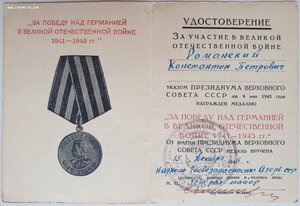 „ЗА ПОБЕДУ НАД ГЕРМАНИЕЙ
В ВЕЛИКОЙ ОТЕЧЕСТВЕННОЙ ВОЙНЕ
1941—1945 гг.“
УДОСТОВЕРЕНИЕ
ЗА УЧАСТИЕ В ВЕЛИКОЙ
ОТЕЧЕСТВЕННОЙ ВОЙНЕ
Романский
Константин Петрович
УКАЗОМ ПРЕЗИДИУМА ВЕРХОВНОГО
СОВЕТА СССР от 9 мая 1945 года
НАГРАЖДЕН МЕДАЛЬЮ
„ЗА ПОБЕДУ НАД ГЕРМАНИЕЙ
В ВЕЛИКОЙ ОТЕЧЕСТВЕННОЙ
ВОЙНЕ 1941—1945 гг.“
От имени ПРЕЗИДИУМА ВЕРХОВНОГО
СОВЕТА СССР МЕДАЛЬ ВРУЧЕНА
Декабря
М. П.
майор